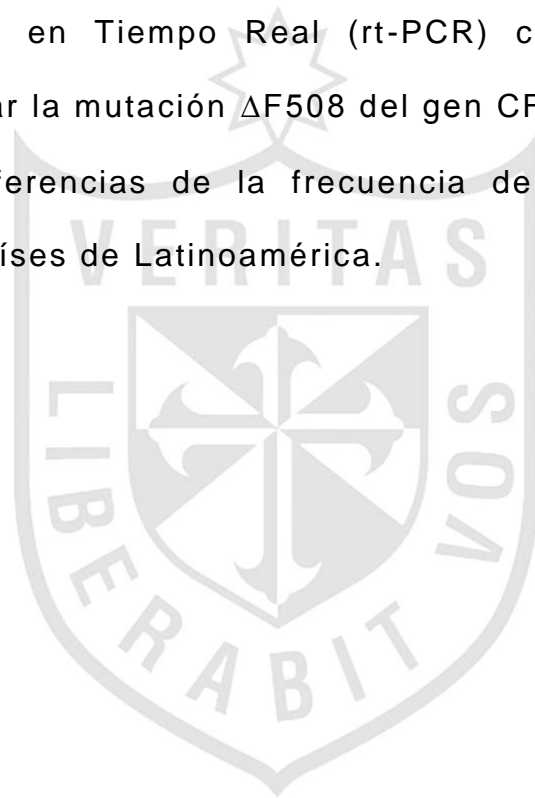 en Tiempo Real (rt-PCR) c
ar la mutación ∆F508 del gen CF
ferencias de la frecuencia de
íses de Latinoamérica.
VERITAS
LIBERABIT
VOS